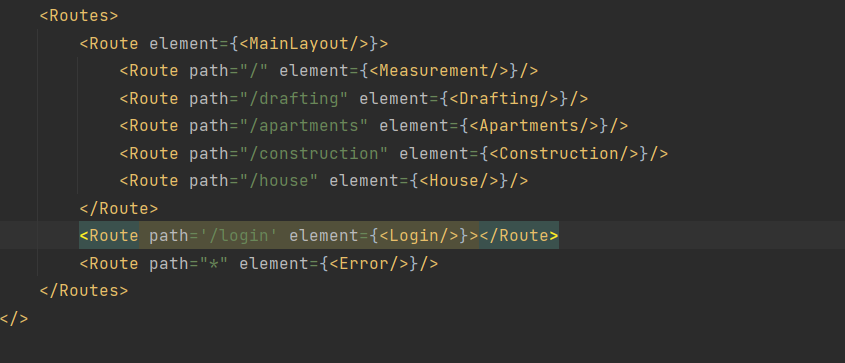 <Routes>
<Route element={<MainLayout/>}>
<Route path="/" element={<Measurement/>}/>
<Route path="/drafting" element={<Drafting/>}/>
<Route path="/apartments" element={<Apartments/>}/>
<Route path="/construction" element={<Construction/>}/>
<Route path="/house" element={<House/>}/>
</Route>
<Route path='/login' element={<Login/>}></Route>
<Route path="*" element={<Error/>}/>
</Routes>
</>